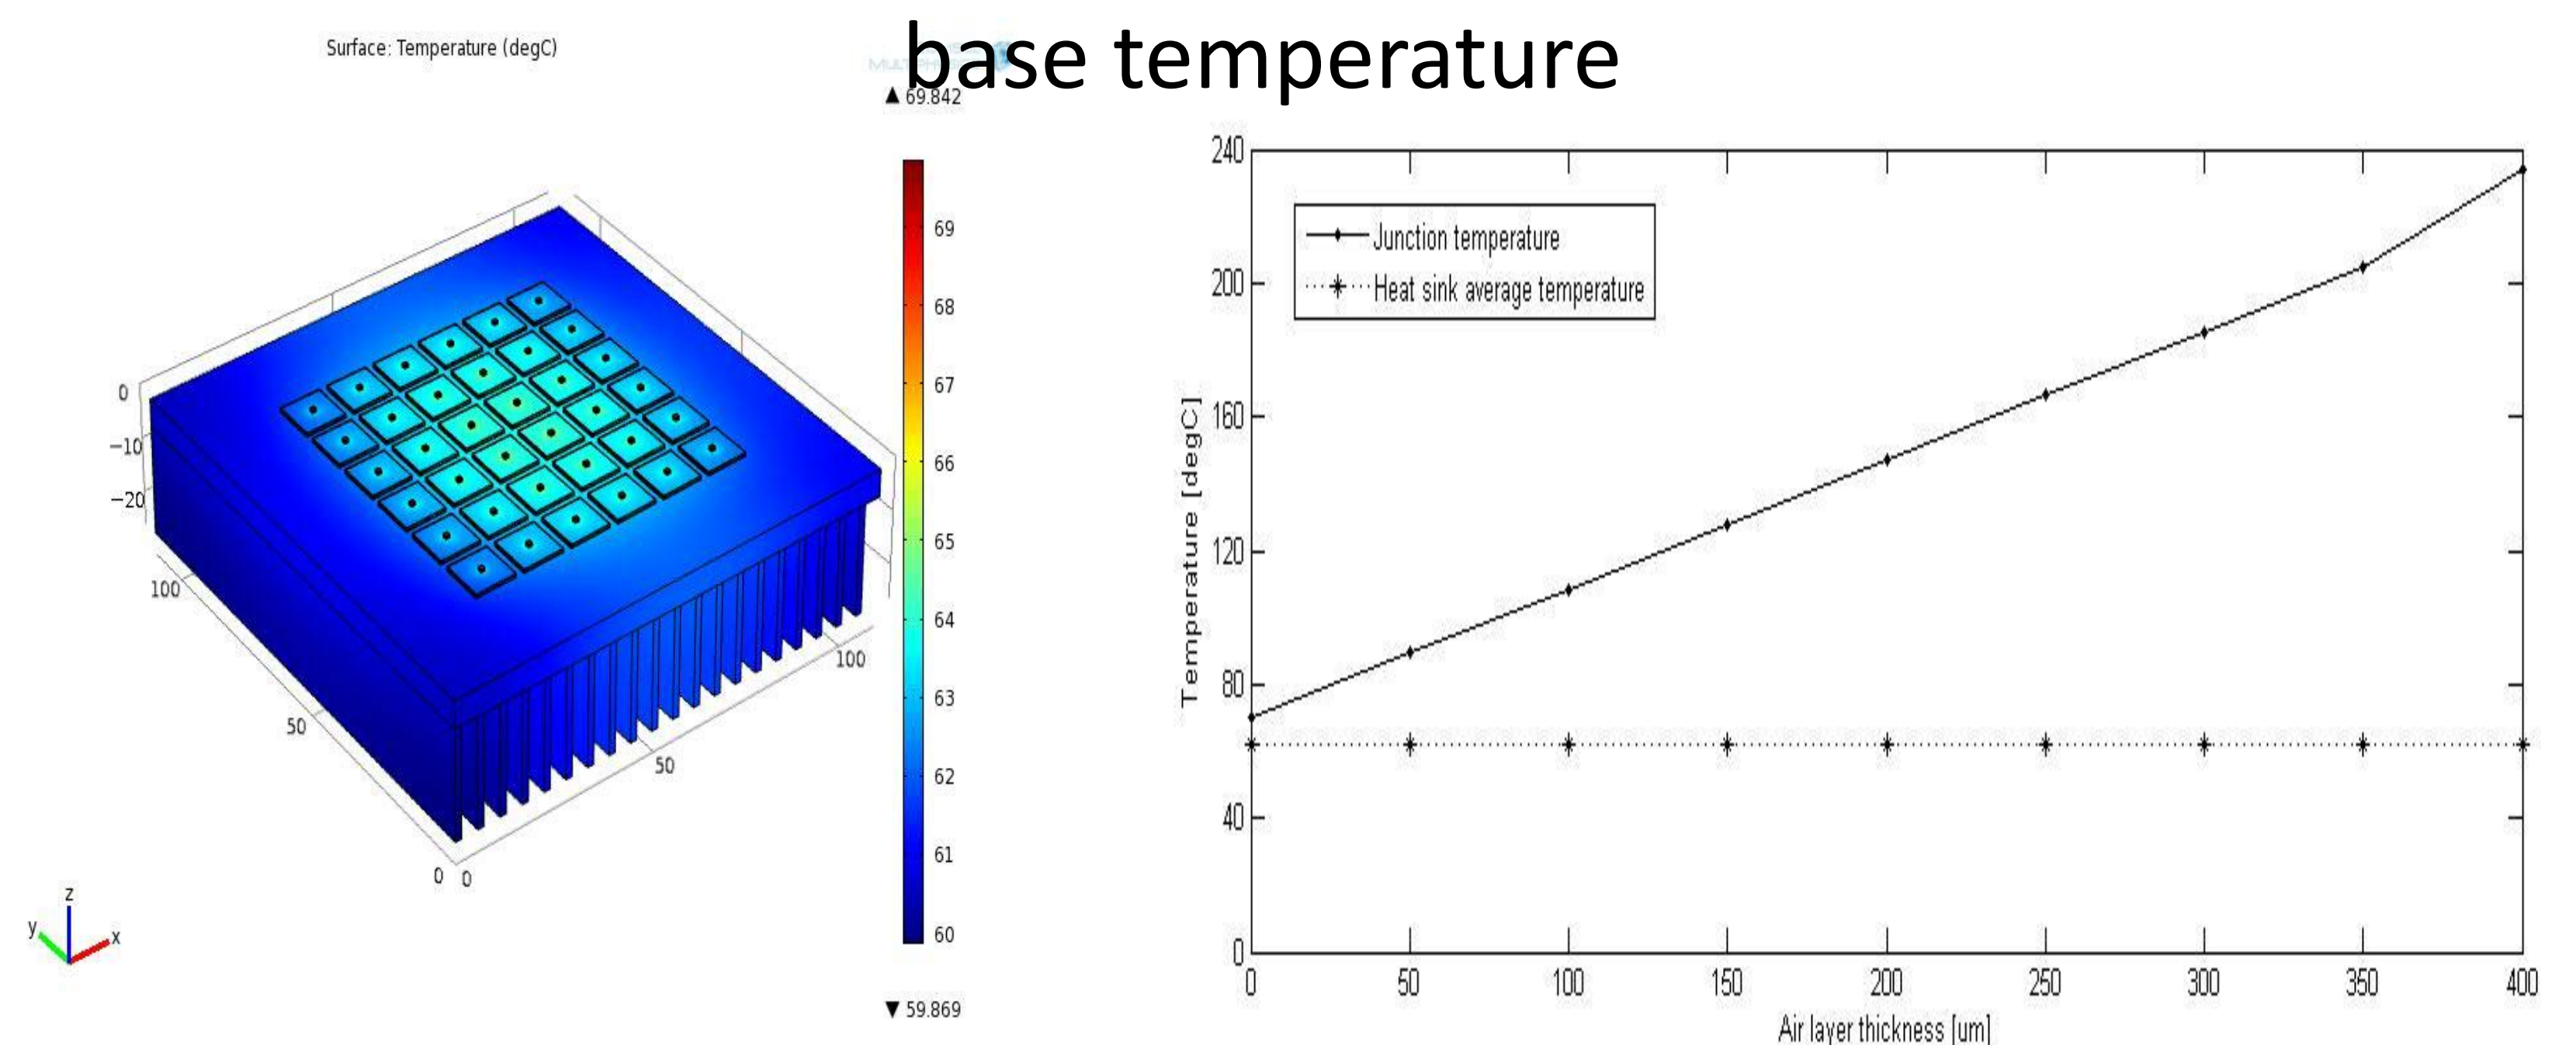 base temperature
Surface: Temperature (degC)
▲ 69.842
69
68
67
66
65
64
63
62
61
60
▼ 59.869
0
−10
−20
100
50
0
0
50
100
z
y
x
240
200
160
120
80
40
0
Temperature [degC]
Junction temperature
Heat sink average temperature
0 50 100 150 200 250 300 350 400
Air layer thickness [um]